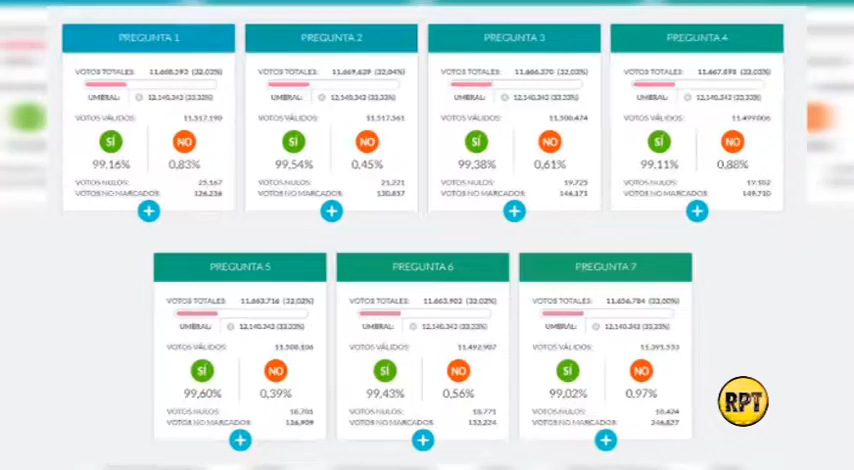 PREGUNTA 1
VOTOS TOTALES: 11.668.593 (32,03%)
UMBRAL: 12.140.342 (33,33%)
VOTOS VÁLIDOS: 11.517.190
SÍ NO
99,16% 0,83%
VOTOS NULOS: 25.167
VOTOS NO MARCADOS: 126.236
PREGUNTA 2
VOTOS TOTALES: 11.669.639 (32,04%)
UMBRAL: 12.140.342 (33,33%)
VOTOS VÁLIDOS: 11.517.561
SÍ NO
99,54% 0,45%
VOTOS NULOS: 21.221
VOTOS NO MARCADOS: 130.857
PREGUNTA 3
VOTOS TOTALES: 11.666.370 (32,03%)
UMBRAL: 12.140.342 (33,33%)
VOTOS VÁLIDOS: 11.500.474
SÍ NO
99,38% 0,61%
VOTOS NULOS: 19.725
VOTOS NO MARCADOS: 146.171
PREGUNTA 4
VOTOS TOTALES: 11.667.898 (32,03%)
UMBRAL: 12.140.342 (33,33%)
VOTOS VÁLIDOS: 11.499.006
SÍ NO
99,11% 0,88%
VOTOS NULOS: 19.182
VOTOS NO MARCADOS: 149.710
PREGUNTA 5
VOTOS TOTALES: 11.663.716 (32,02%)
UMBRAL: 12.140.342 (33,33%)
VOTOS VÁLIDOS: 11.508.106
SÍ NO
99,60% 0,39%
VOTOS NULOS: 18.701
VOTOS NO MARCADOS: 136.909
PREGUNTA 6
VOTOS TOTALES: 11.663.902 (32,02%)
UMBRAL: 12.140.342 (33,33%)
VOTOS VÁLIDOS: 11.492.907
SÍ NO
99,43% 0,56%
VOTOS NULOS: 18.771
VOTOS NO MARCADOS: 152.224
PREGUNTA 7
VOTOS TOTALES: 11.656.784 (32,00%)
UMBRAL: 12.140.342 (33,33%)
VOTOS VÁLIDOS: 11.391.533
SÍ NO
99,02% 0,97%
VOTOS NULOS: 18.424
VOTOS NO MARCADOS: 246.827
RPT